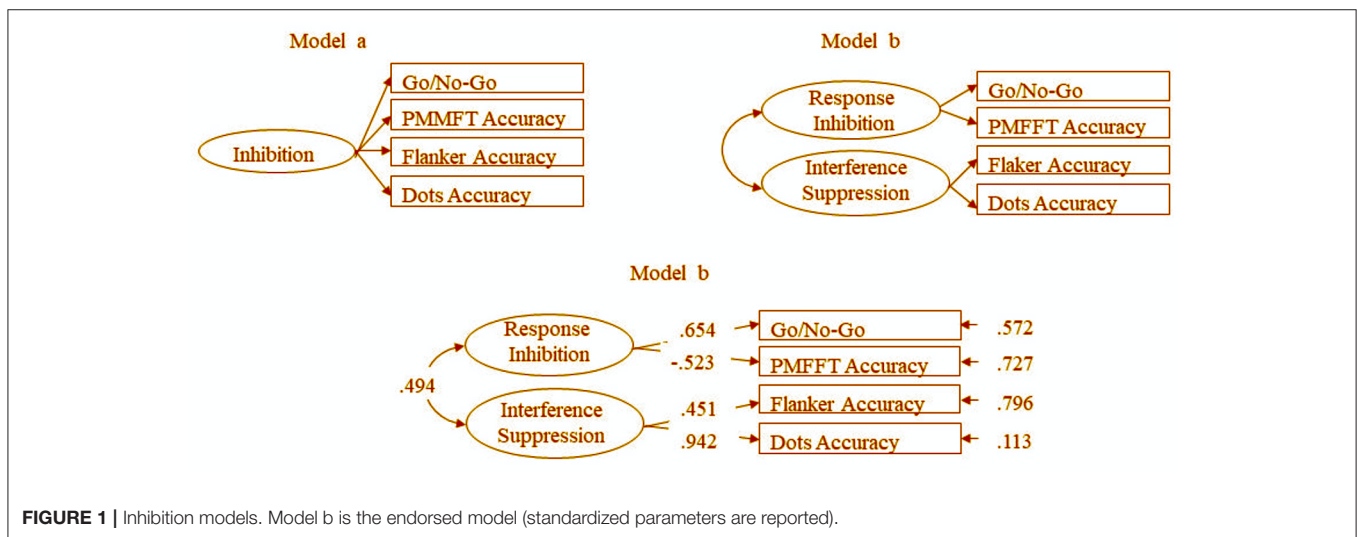 Model a
Inhibition
Go/No-Go
PMMFT Accuracy
Flanker Accuracy
Dots Accuracy
Model b
Response
Inhibition
Interference
Suppression
Go/No-Go
PMFFT Accuracy
Flaker Accuracy
Dots Accuracy
Model b
.494
Response
Inhibition
Interference
Suppression
.654
-.523
.451
.942
Go/No-Go
PMFFT Accuracy
Flanker Accuracy
Dots Accuracy
.572
.727
.796
.113
FIGURE 1 | Inhibition models. Model b is the endorsed model (standardized parameters are reported).